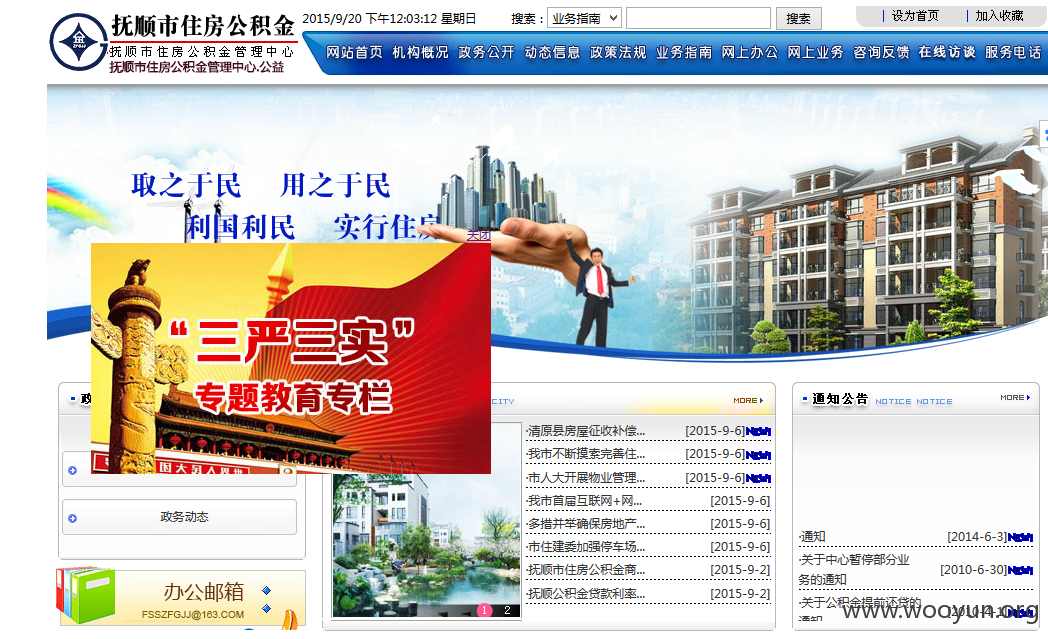 抚顺市住房公积金
抚顺市住房公积金管理中心
抚顺市住房公积金管理中心.公益
2015/9/20 下午12:03:12 星期日
搜索： 业务指南 搜索
| 设为首页 | 加入收藏
网站首页 机构概况 政务公开 动态信息 政策法规 业务指南 网上办公 网上业务 咨询反馈 在线访谈 服务电话
取之于民 用之于民
利国利民 实行住房
关闭
“三严三实”
专题教育专栏
政
CITY MORE
·清原县房屋征收补偿... [2015-9-6]
·我市不断摸索完善住... [2015-9-6]
·市人大开展物业管理... [2015-9-6]
·我市首届互联网+网... [2015-9-6]
·多措并举确保房地产... [2015-9-6]
·市住建委加强停车场... [2015-9-6]
·抚顺市住房公积金商... [2015-9-2]
·抚顺公积金贷款利率... [2015-9-2]
1 2
政务动态
办公邮箱
FSSZFGJJ@163.COM
通知公告 NOTICE NOTICE MORE
·通知 [2014-6-3]
·关于中心暂停部分业
务的通知 [2010-6-30]
·关于公积金提前还贷的
通知 [2010-4-1]
www.wooyun.org